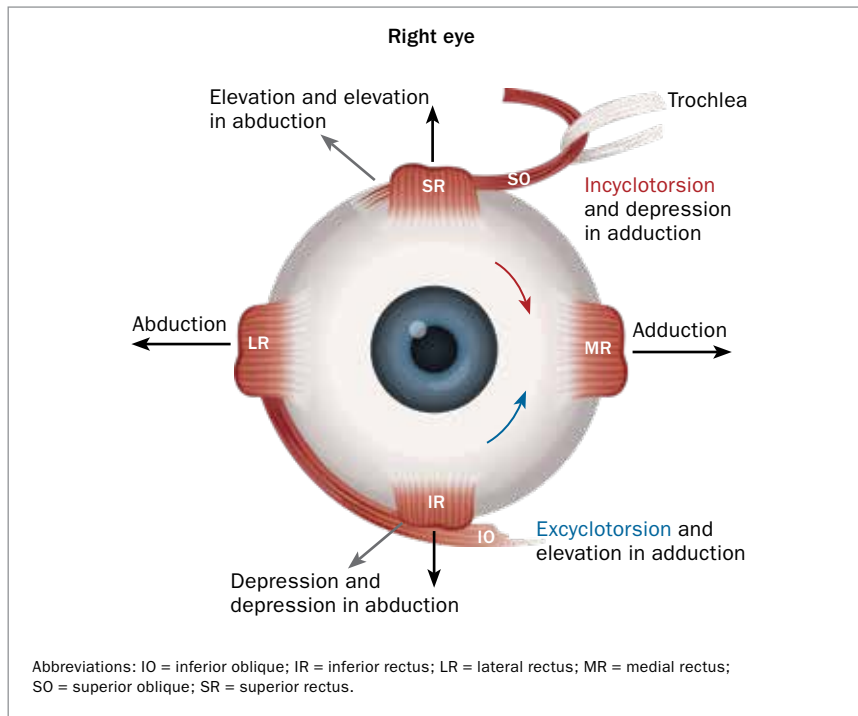 Right eye
Elevation and elevation
in abduction
Trochlea
SR
SO
Incyclotorsion
and depression
in adduction
Abduction
LR
MR
Adduction
IR
IO
Excyclotorsion and
elevation in adduction
Depression and
depression in abduction
Abbreviations: IO = inferior oblique; IR = inferior rectus; LR = lateral rectus; MR = medial rectus;
SO = superior oblique; SR = superior rectus.